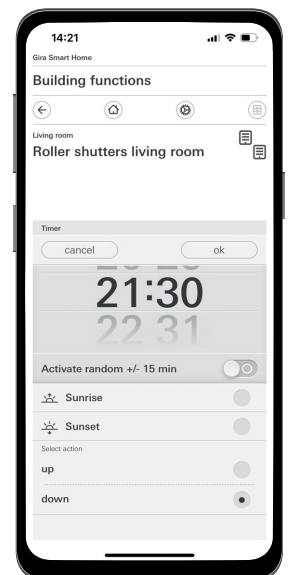 14:21
Gira Smart Home
Building functions
Living room
Roller shutters living room
Timer
cancel ok
21:30
22 31
Activate random +/- 15 min
Sunrise
Sunset
Select action
up
down